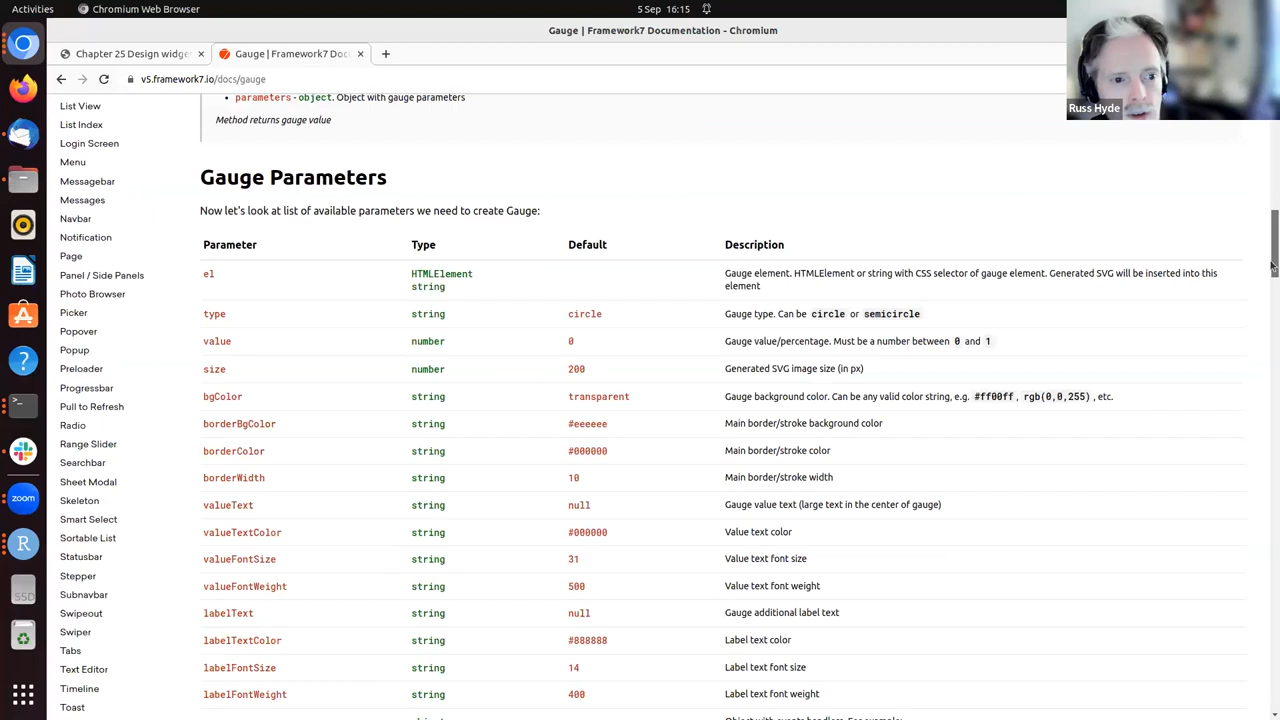 Activities
Chromium Web Browser
5 Sep 16:15
Gauge | Framework7 Documentation - Chromium
Chapter 25 Design widge
Gauge | Framework7 Doc
v5.framework7.io/docs/gauge
Russ Hyde
List View
List Index
Login Screen
Menu
Messagebar
Messages
Navbar
Notification
Page
Panel / Side Panels
Photo Browser
Picker
Popover
Popup
Preloader
Progressbar
Pull to Refresh
Radio
Range Slider
Searchbar
Sheet Modal
Skeleton
Smart Select
Sortable List
Statusbar
Stepper
Subnavbar
Swipeout
Swiper
Tabs
Text Editor
Timeline
Toast
zoom
R
SSD
• parameters - object. Object with gauge parameters
Method returns gauge value
Gauge Parameters
Now let's look at list of available parameters we need to create Gauge:
Parameter Type Default Description
el HTMLElement string Gauge element. HTMLElement or string with CSS selector of gauge element. Generated SVG will be inserted into this element
type string circle Gauge type. Can be circle or semicircle
value number 0 Gauge value/percentage. Must be a number between 0 and 1
size number 200 Generated SVG image size (in px)
bgColor string transparent Gauge background color. Can be any valid color string, e.g. #ff00ff , rgb(0,0,255) , etc.
borderBgColor string #eeeeee Main border/stroke background color
borderColor string #000000 Main border/stroke color
borderWidth string 10 Main border/stroke width
valueText string null Gauge value text (large text in the center of gauge)
valueTextColor string #000000 Value text color
valueFontSize string 31 Value text font size
valueFontWeight string 500 Value text font weight
labelText string null Gauge additional label text
labelTextColor string #888888 Label text color
labelFontSize string 14 Label text font size
labelFontWeight string 400 Label text font weight